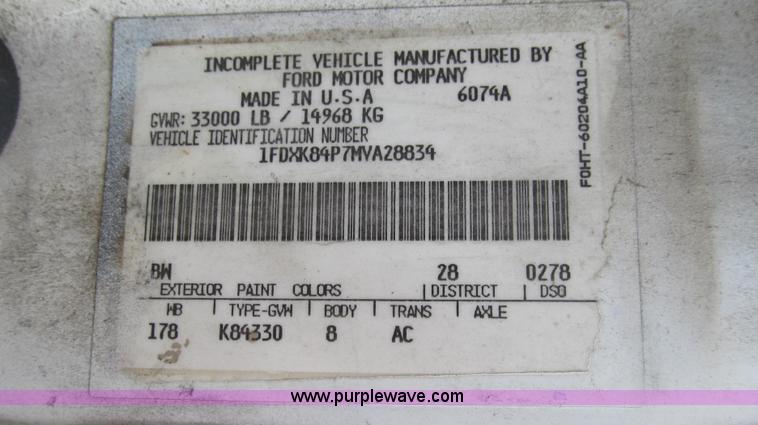 INCOMPLETE VEHICLE MANUFACTURED BY
FORD MOTOR COMPANY
MADE IN U.S.A 6074A
GVWR: 33000 LB / 14968 KG
VEHICLE IDENTIFICATION NUMBER
1FDXK84P7MVA28834
F0HT-60204A10-AA
BW 28 0278
EXTERIOR PAINT COLORS DISTRICT DSO
WB TYPE-GVW BODY TRANS AXLE
178 K84330 8 AC
www.purplewave.com